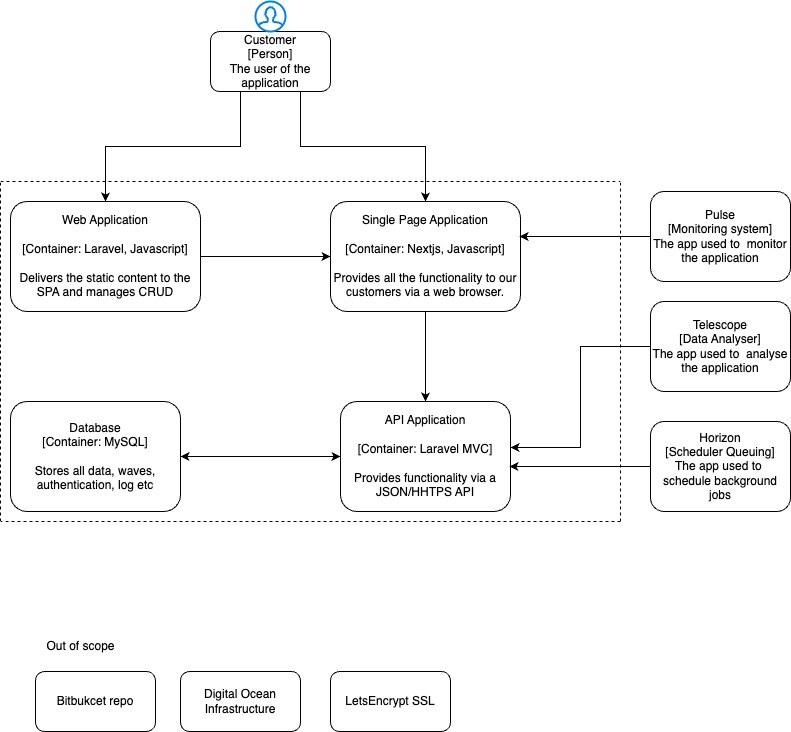 Customer
[Person]
The user of the
application
Web Application
[Container: Laravel, Javascript]
Delivers the static content to the
SPA and manages CRUD
Single Page Application
[Container: Nextjs, Javascript]
Provides all the functionality to our
customers via a web browser.
Pulse
[Monitoring system]
The app used to  monitor
the application
Telescope
[Data Analyser]
The app used to  analyse
the application
Database
[Container: MySQL]
Stores all data, waves,
authentication, log etc
API Application
[Container: Laravel MVC]
Provides functionality via a
JSON/HHTPS API
Horizon
[Scheduler Queuing]
The app used to
schedule background
jobs
Out of scope
Bitbukcet repo
Digital Ocean
Infrastructure
LetsEncrypt SSL